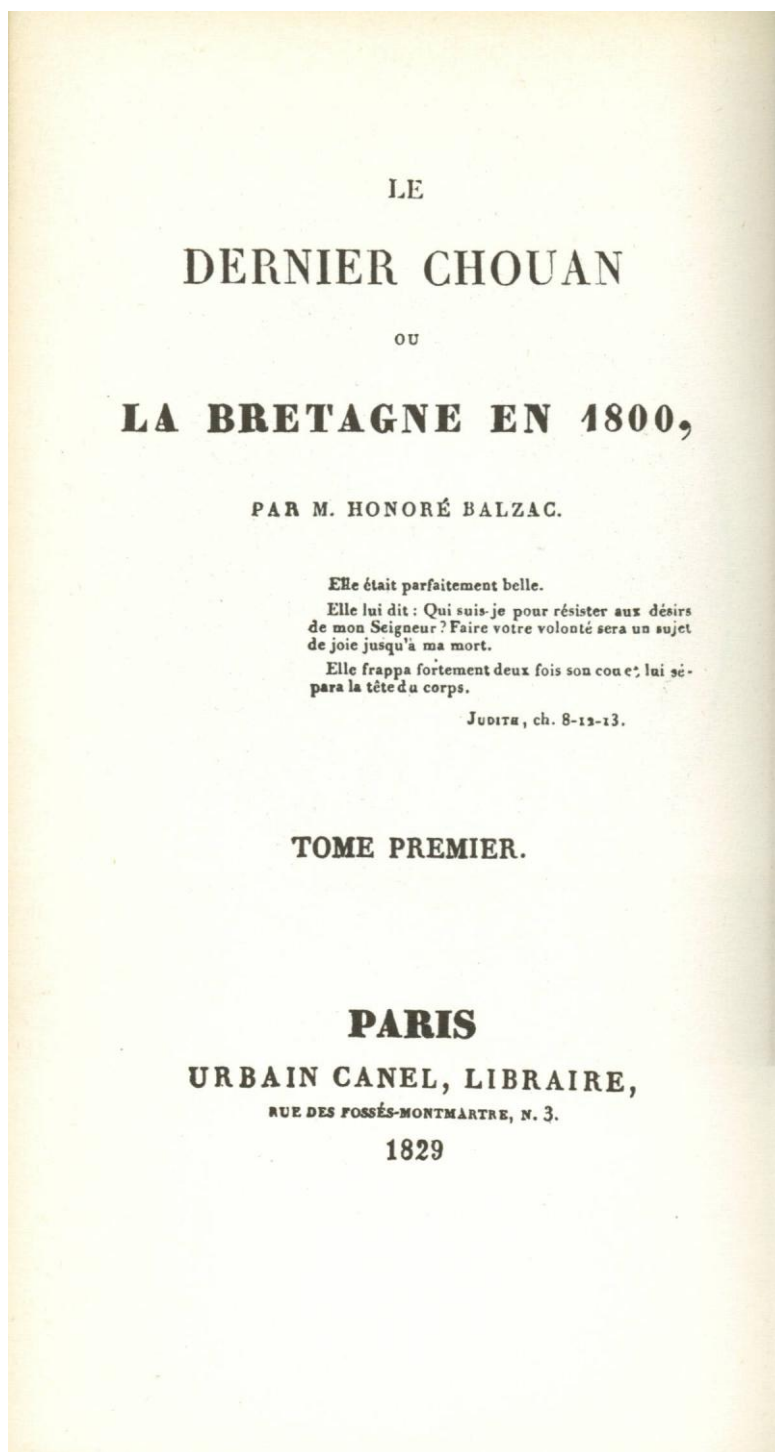 LE
DERNIER CHOUAN
OU
LA BRETAGNE EN 1800,
PAR M. HONORÉ BALZAC.
Elle était parfaitement belle.
Elle lui dit : Qui suis-je pour résister aux désirs
de mon Seigneur ? Faire votre volonté sera un sujet
de joie jusqu'à ma mort.
Elle frappa fortement deux fois son cou et lui sé-
para la tête du corps.
JUDITH, ch. 8-12-13.
TOME PREMIER.
PARIS
URBAIN CANEL, LIBRAIRE,
RUE DES FOSSÉS-MONTMARTRE, N. 3.
1829